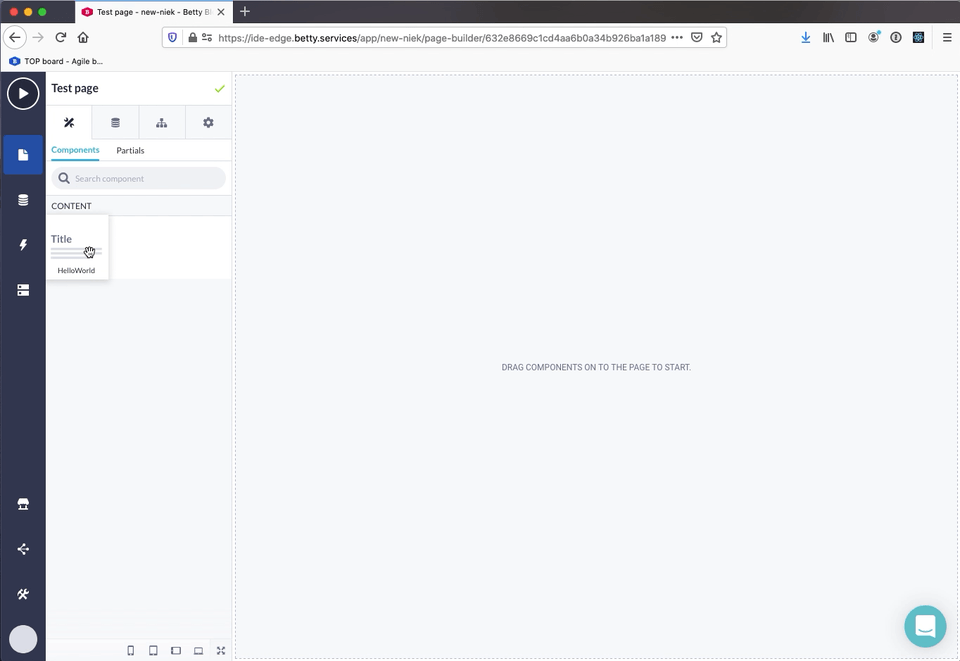 Test page - new-niek - Betty Bl
https://ide-edge.betty.services/app/new-niek/page-builder/632e8669c1cd4aa6b0a34b926ba1a189
TOP board - Agile b...
Test page
Components
Partials
Search component
CONTENT
Title
HelloWorld
DRAG COMPONENTS ON TO THE PAGE TO START.